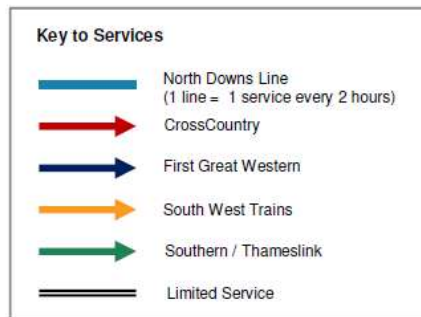 Key to Services
North Downs Line
(1 line = 1 service every 2 hours)
CrossCountry
First Great Western
South West Trains
Southern / Thameslink
Limited Service